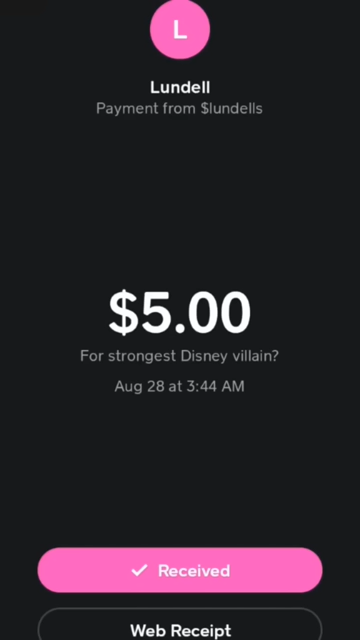 L
Lundell
Payment from $lundells
$5.00
For strongest Disney villain?
Aug 28 at 3:44 AM
Received
Web Receipt